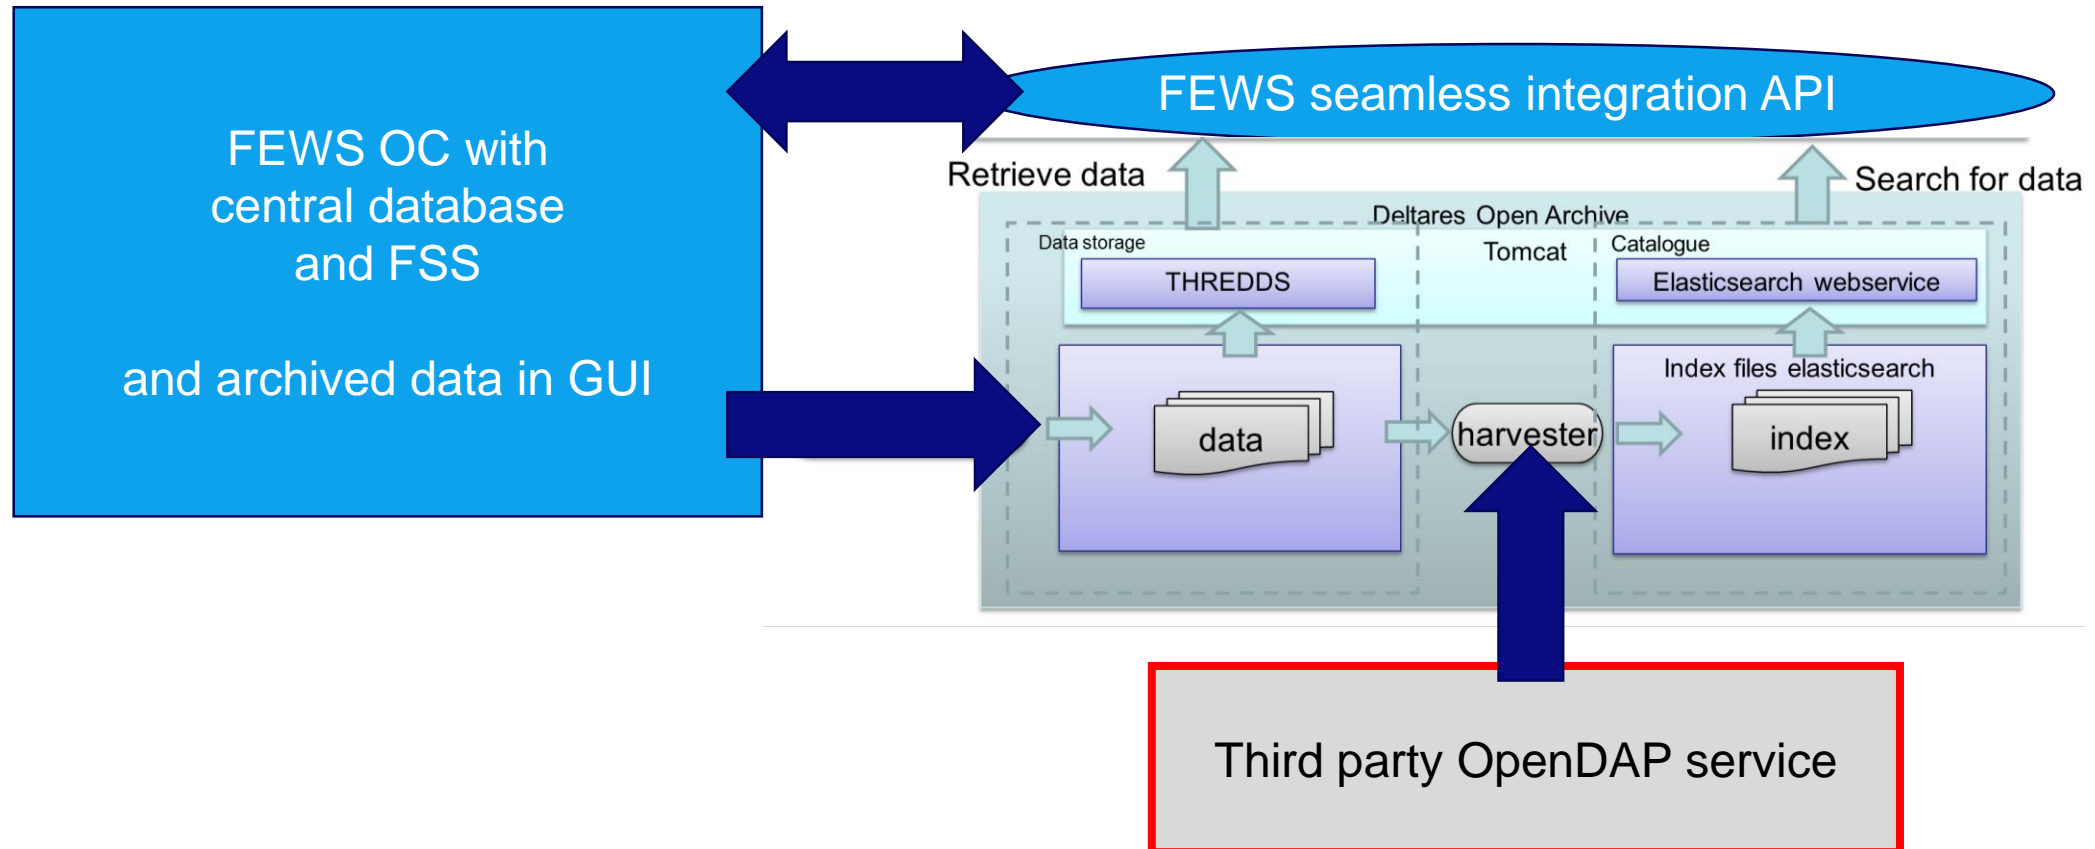 FEWS OC with
central database
and FSS
and archived data in GUI
FEWS seamless integration API
Retrieve data
Search for data
Deltares Open Archive
Data storage
Tomcat
Catalogue
THREDDS
Elasticsearch webservice
Index files elasticsearch
data
harvester
index
Third party OpenDAP service